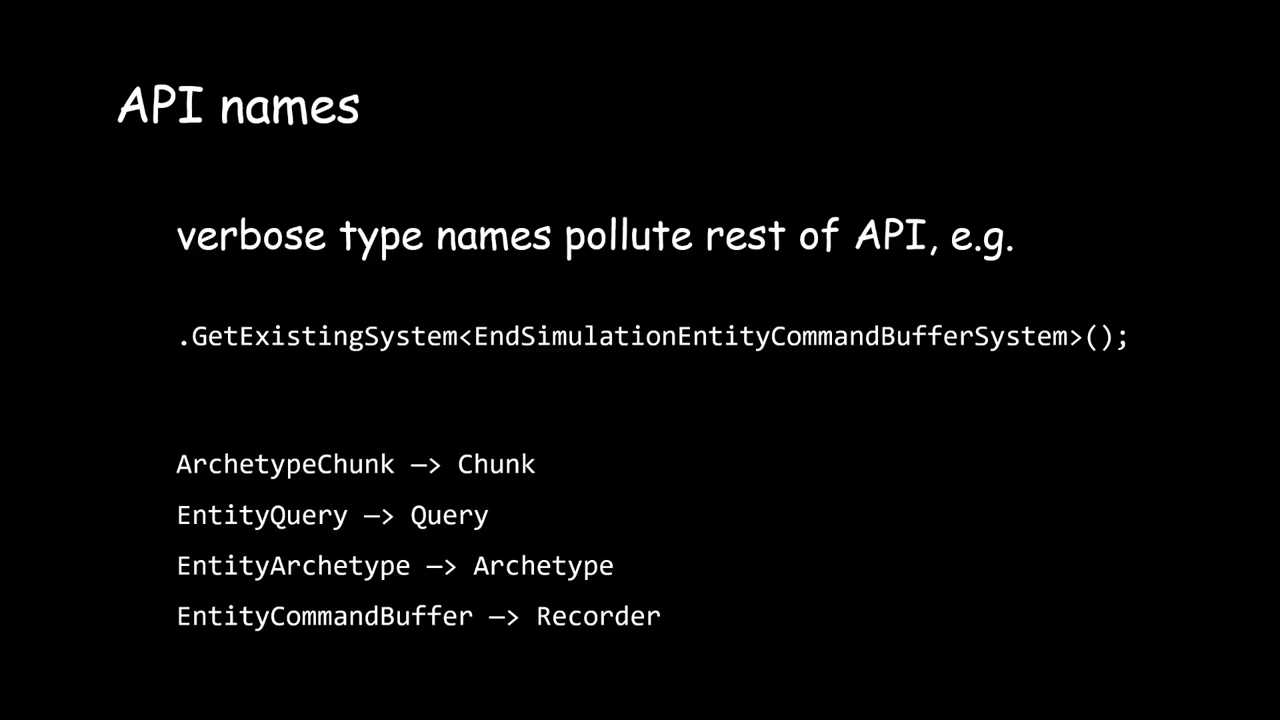 API names
verbose type names pollute rest of API, e.g.
.GetExistingSystem<EndSimulationEntityCommandBufferSystem>();
ArchetypeChunk —> Chunk
EntityQuery —> Query
EntityArchetype —> Archetype
EntityCommandBuffer —> Recorder